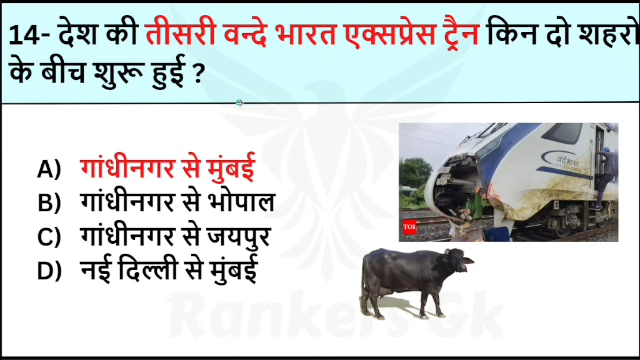 14- देश की तीसरी वन्दे भारत एक्सप्रेस ट्रैन किन दो शहरो
के बीच शुरू हुई ?
A) गांधीनगर से मुंबई
B) गांधीनगर से भोपाल
C) गांधीनगर से जयपुर
D) नई दिल्ली से मुंबई
TOI
Rankers Gk